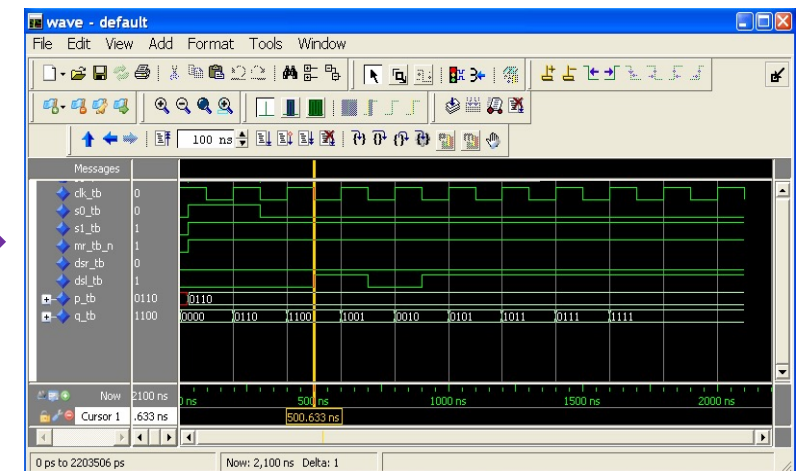 wave - default
File Edit View Add Format Tools Window
100 ns
Messages
clk_tb 0
s0_tb 0
s1_tb 1
mr_tb_n 1
dsr_tb 0
dsl_tb 1
p_tb 0110 0110
q_tb 1100 0000 0110 1100 1001 0010 0101 1011 0111 1111
Now 2100 ns 0 ns 500 ns 1000 ns 1500 ns 2000 ns
Cursor 1 .633 ns 500.633 ns
0 ps to 2203506 ps Now: 2,100 ns Delta: 1